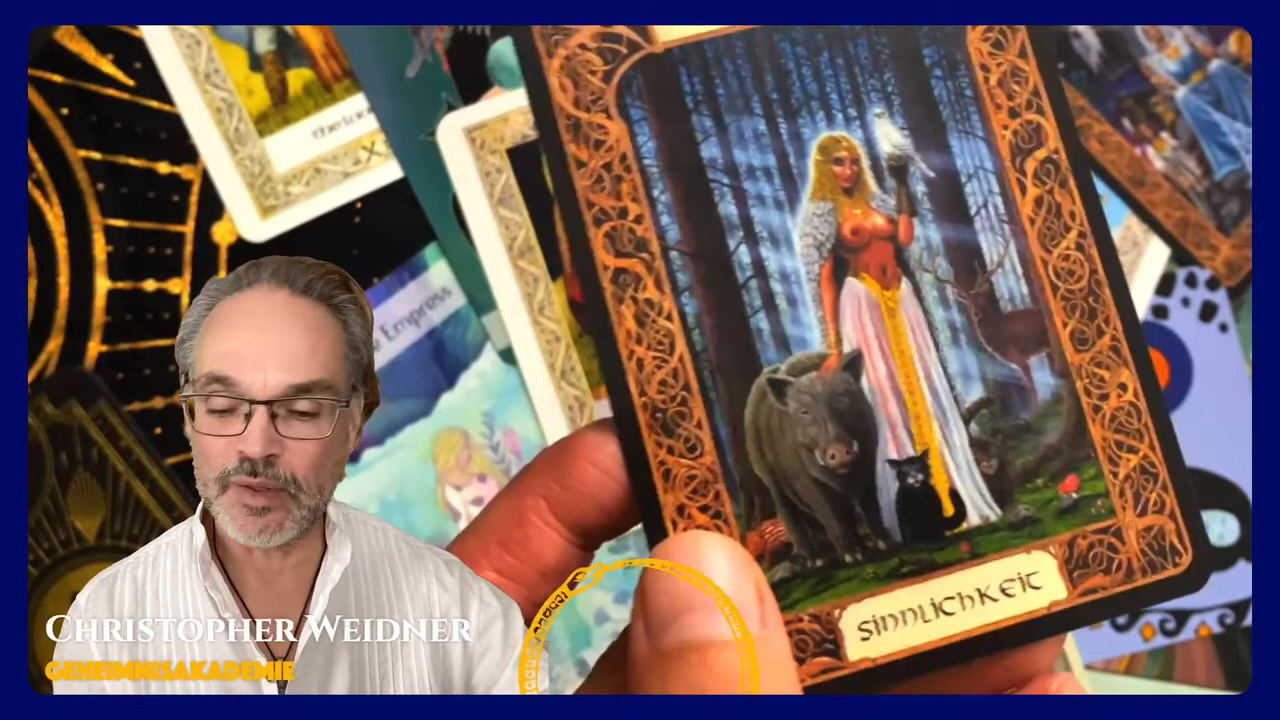 Empress
SINNLICHKEIT
CHRISTOPHER WEIDNER
GEHEIMNISAKADEMIE